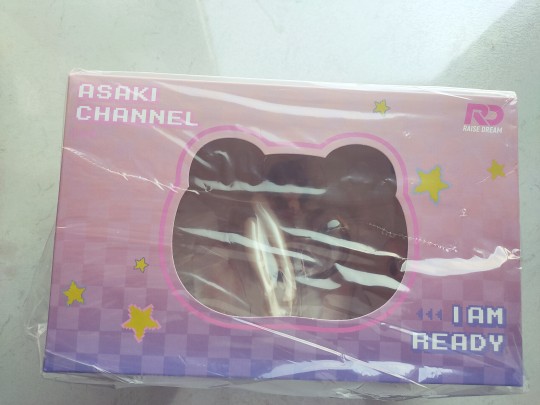 ASAKI
CHANNEL
RD
RAISE DREAM
I AM
READY